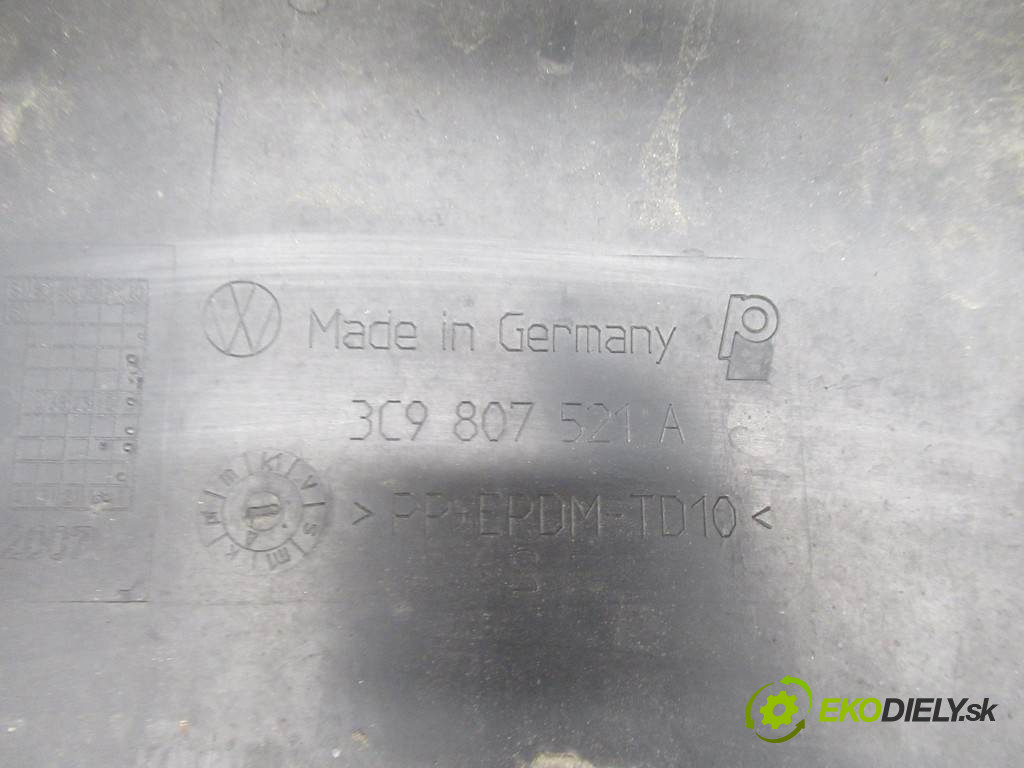 Made in Germany
3C9 807 521 A
>PP-EPDM-TD10<
2007
EKODIELY.sk